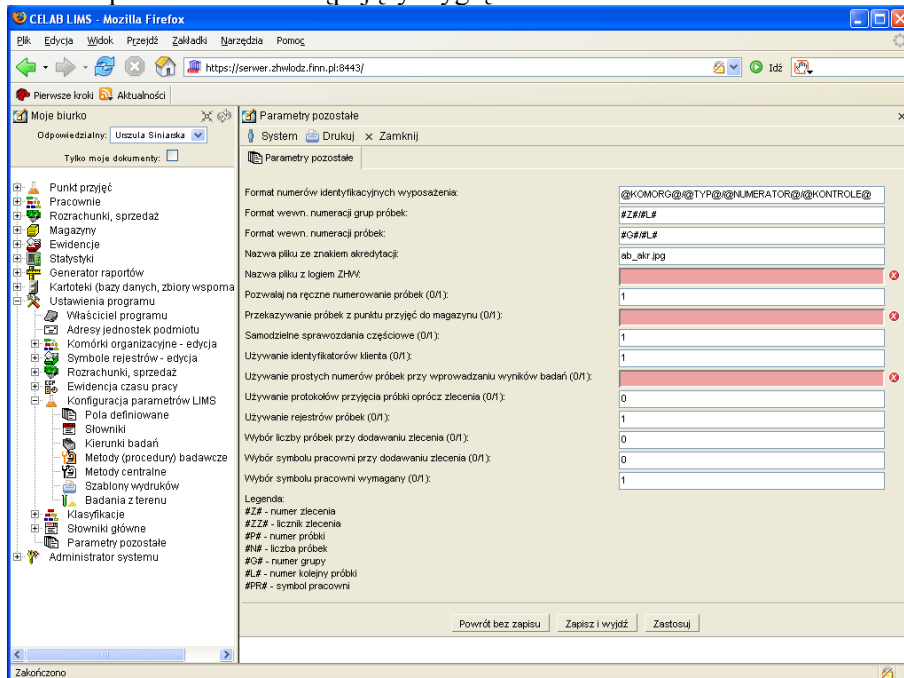 CELAB LIMS - Mozilla Firefox
Plik Edycja Widok Przejdź Zakładki Narzędzia Pomoc
https://serwer.zhwlodz.finn.pl:8443/
Idź
Pierwsze kroki Aktualności
Moje biurko
Odpowiedzialny: Urszula Siniarska
Tylko moje dokumenty:
Punkt przyjęć
Pracownie
Rozrachunki, sprzedaż
Magazyny
Ewidencje
Statystyki
Generator raportów
Kartoteki (bazy danych, zbiory wspoma
Ustawienia programu
Właściciel programu
Adresy jednostek podmiotu
Komórki organizacyjne - edycja
Symbole rejestrów - edycja
Rozrachunki, sprzedaż
Ewidencja czasu pracy
Konfiguracja parametrów LIMS
Pola definiowane
Słowniki
Kierunki badań
Metody (procedury) badawcze
Metody centralne
Szablony wydruków
Badania z terenu
Klasyfikacje
Słowniki główne
Parametry pozostałe
Administrator systemu
Parametry pozostałe
System Drukuj Zamknij
Parametry pozostałe
Format numerów identyfikacyjnych wyposażenia: @KOMORG@/@TYP@/@NUMERATOR@/@KONTROLE@
Format wewn. numeracji grup próbek: #Z#/#L#
Format wewn. numeracji próbek: #G#/#L#
Nazwa pliku ze znakiem akredytacji: ab_akr.jpg
Nazwa pliku z logiem ZHW:
Pozwalaj na ręczne numerowanie próbek (0/1): 1
Przekazywanie próbek z punktu przyjęć do magazynu (0/1):
Samodzielne sprawozdania częściowe (0/1): 1
Używanie identyfikatorów klienta (0/1): 1
Używanie prostych numerów próbek przy wprowadzaniu wyników badań (0/1):
Używanie protokołów przyjęcia próbki oprócz zlecenia (0/1): 0
Używanie rejestrów próbek (0/1): 1
Wybór liczby próbek przy dodawaniu zlecenia (0/1): 0
Wybór symbolu pracowni przy dodawaniu zlecenia (0/1): 0
Wybór symbolu pracowni wymagany (0/1): 1
Legenda:
#Z# - numer zlecenia
#ZZ# - licznik zlecenia
#P# - numer próbki
#N# - liczba próbek
#G# - numer grupy
#L# - numer kolejny próbki
#PR# - symbol pracowni
Powrót bez zapisu Zapisz i wyjdź Zastosuj
Zakończono